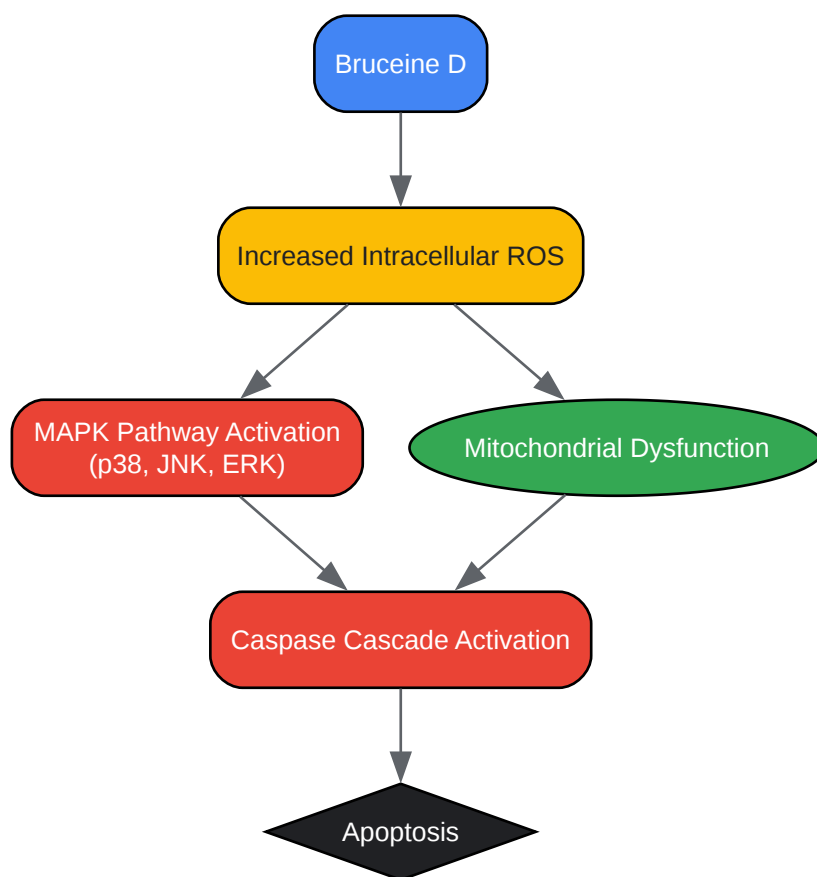 Bruceine D
Increased Intracellular ROS
MAPK Pathway Activation
(p38, JNK, ERK)
Mitochondrial Dysfunction
Caspase Cascade Activation
Apoptosis